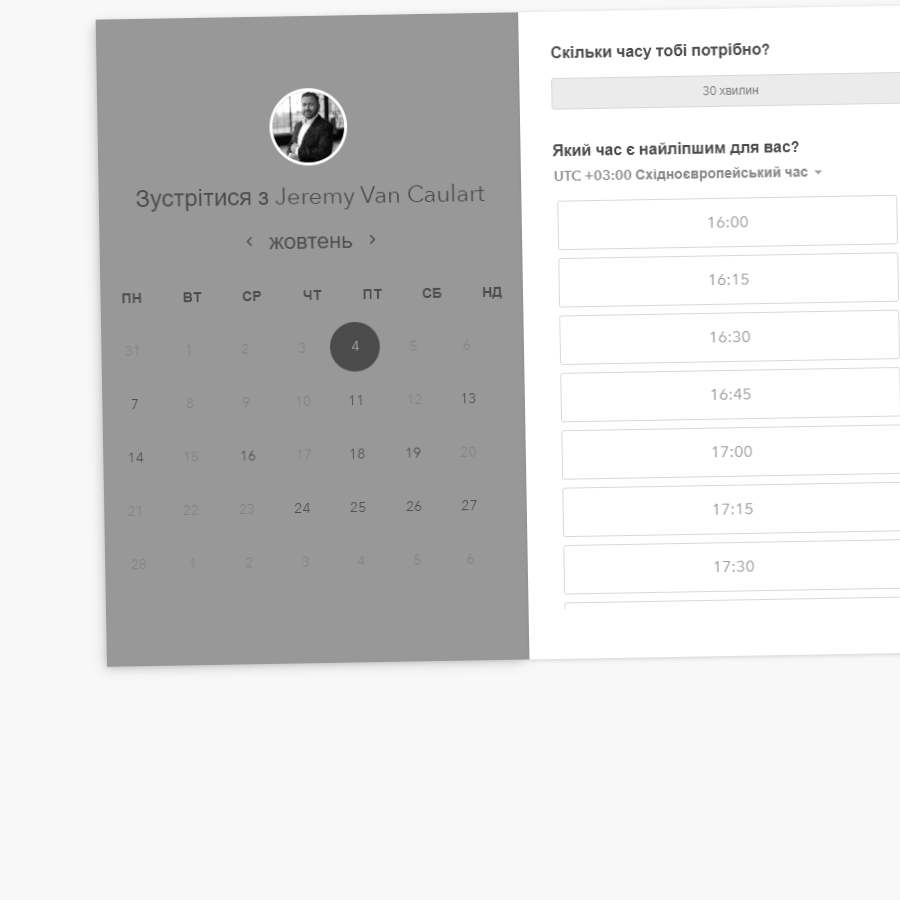 Зустрітися з Jeremy Van Caulart
жовтень
ПН ВТ СР ЧТ ПТ СБ НД
31 1 2 3 4 5 6
7 8 9 10 11 12 13
14 15 16 17 18 19 20
21 22 23 24 25 26 27
28 1 2 3 4 5 6
Скільки часу тобі потрібно?
30 хвилин
Який час є найліпшим для вас?
UTC +03:00 Східноєвропейський час
16:00
16:15
16:30
16:45
17:00
17:15
17:30